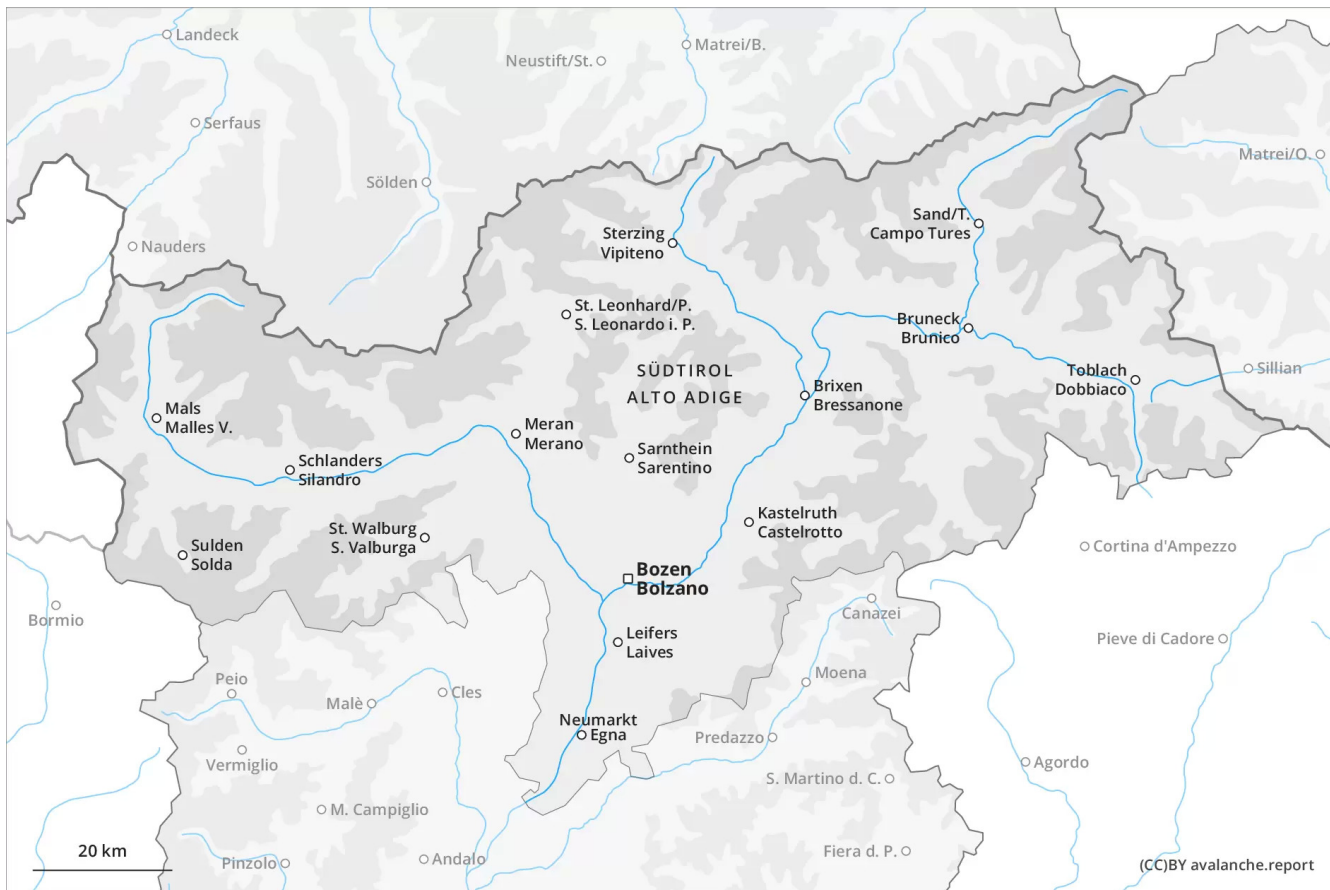 Landeck
Matrei/B.
Neustift/St.
Serfaus
Matrei/O.
Sölden
Sand/T.
Campo Tures
Nauders
Sterzing
Vipiteno
St. Leonhard/P.
S. Leonardo i. P.
Bruneck
Brunico
SÜDTIROL
ALTO ADIGE
Toblach
Dobbiaco
Sillian
Brixen
Bressanone
Mals
Malles V.
Meran
Merano
Sarnthein
Sarentino
Schlanders
Silandro
Kastelruth
Castelrotto
St. Walburg
S. Valburga
Sulden
Solda
Cortina d'Ampezzo
Bozen
Bolzano
Bormio
Canazei
Leifers
Laives
Pieve di Cadore
Peio
Moena
Malè
Cles
Neumarkt
Egna
Predazzo
Vermiglio
Agordo
S. Martino d. C.
M. Campiglio
20 km
Pinzolo
Andalo
Fiera d. P.
(CC)BY avalanche.report